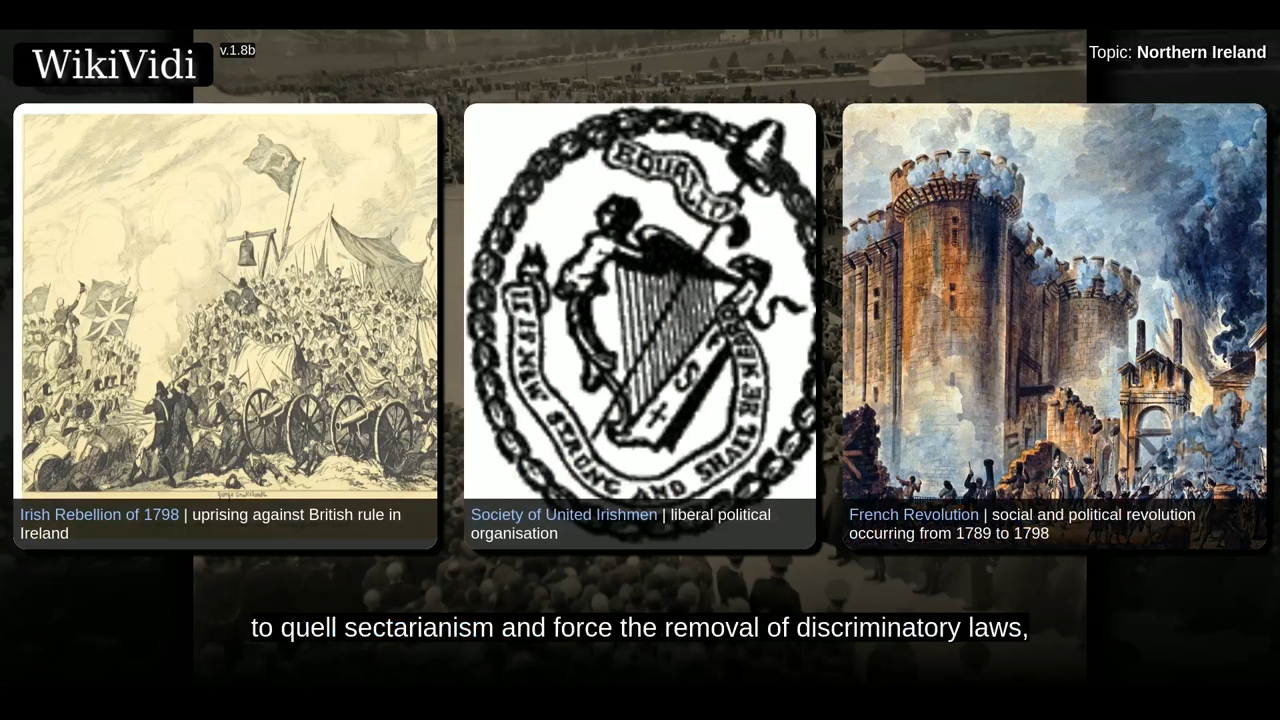 WikiVidi
v.1.8b
Topic: Northern Ireland
EQUALITY
IT IS NEW STRUNG AND SHALL BE HEARD
Irish Rebellion of 1798 | uprising against British rule in
Ireland
Society of United Irishmen | liberal political
organisation
French Revolution | social and political revolution
occurring from 1789 to 1798
to quell sectarianism and force the removal of discriminatory laws,